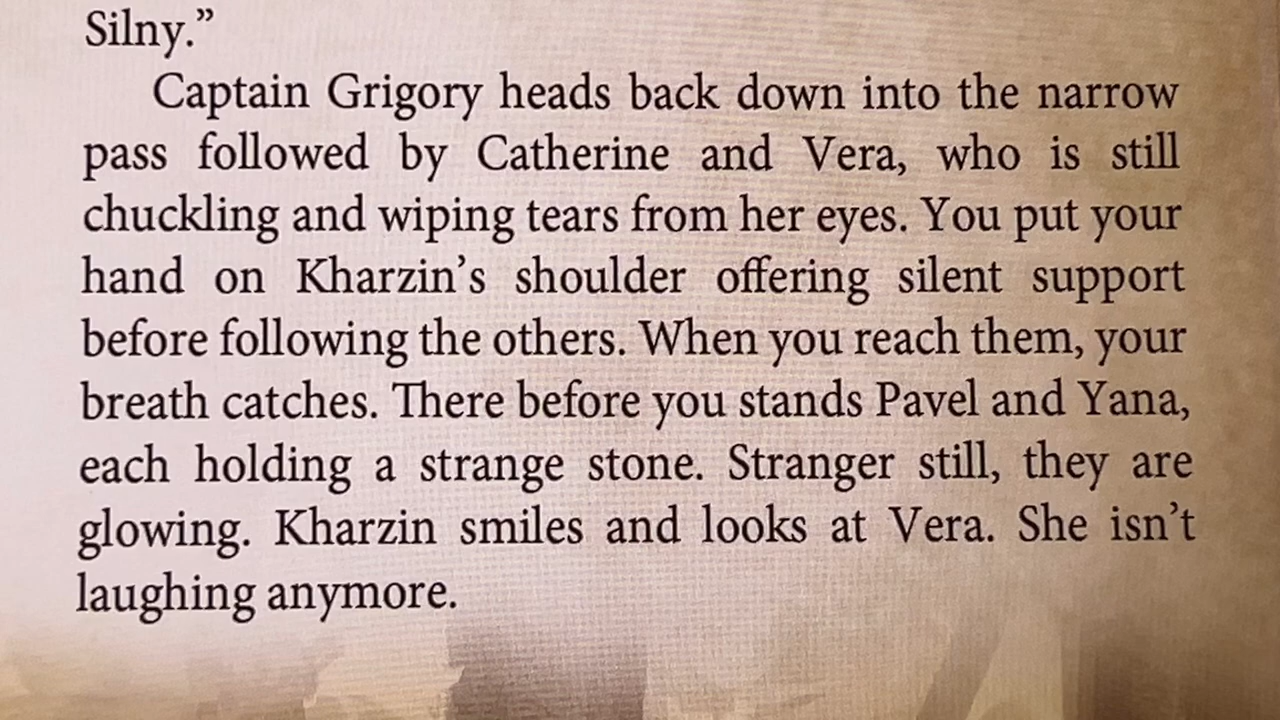 Silny.”
Captain Grigory heads back down into the narrow
pass followed by Catherine and Vera, who is still
chuckling and wiping tears from her eyes. You put your
hand on Kharzin’s shoulder offering silent support
before following the others. When you reach them, your
breath catches. There before you stands Pavel and Yana,
each holding a strange stone. Stranger still, they are
glowing. Kharzin smiles and looks at Vera. She isn’t
laughing anymore.